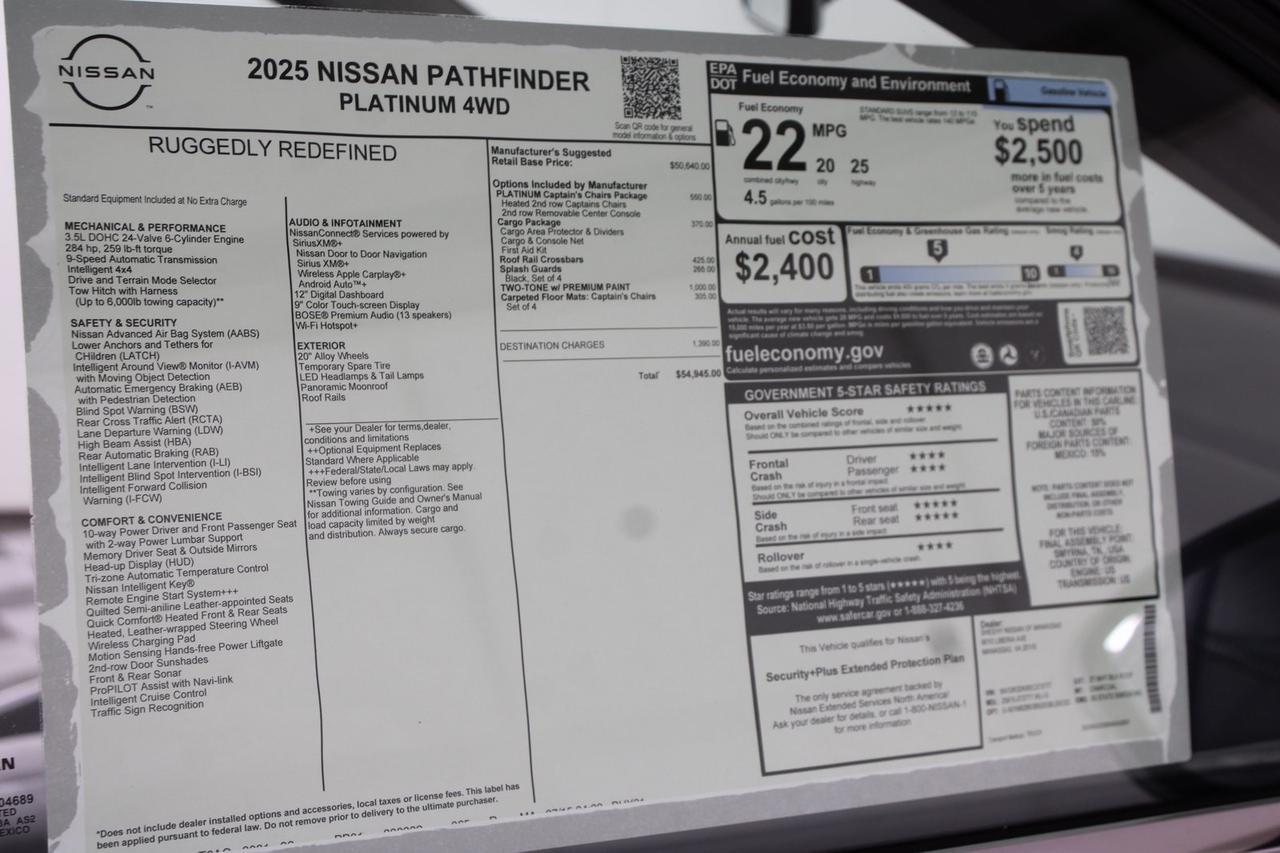 NISSAN
2025 NISSAN PATHFINDER
PLATINUM 4WD
Scan QR code for general
model information & options
RUGGEDLY REDEFINED
Standard Equipment Included at No Extra Charge
MECHANICAL & PERFORMANCE
3.5L DOHC 24-Valve 6-Cylinder Engine
284 hp, 259 lb-ft torque
9-Speed Automatic Transmission
Intelligent 4x4
Drive and Terrain Mode Selector
Tow Hitch with Harness
(Up to 6,000lb towing capacity)**
SAFETY & SECURITY
Nissan Advanced Air Bag System (AABS)
Lower Anchors and Tethers for
Children (LATCH)
Intelligent Around View® Monitor (I-AVM)
with Moving Object Detection
Automatic Emergency Braking (AEB)
with Pedestrian Detection
Blind Spot Warning (BSW)
Rear Cross Traffic Alert (RCTA)
Lane Departure Warning (LDW)
High Beam Assist (HBA)
Rear Automatic Braking (RAB)
Intelligent Lane Intervention (I-LI)
Intelligent Blind Spot Intervention (I-BSI)
Intelligent Forward Collision
Warning (I-FCW)
COMFORT & CONVENIENCE
10-way Power Driver and Front Passenger Seat
with 2-way Power Lumbar Support
Memory Driver Seat & Outside Mirrors
Head-up Display (HUD)
Tri-zone Automatic Temperature Control
Nissan Intelligent Key®
Remote Engine Start System+++
Quilted Semi-aniline Leather-appointed Seats
Quick Comfort® Heated Front & Rear Seats
Heated, Leather-wrapped Steering Wheel
Wireless Charging Pad
Motion Sensing Hands-free Power Liftgate
2nd-row Door Sunshades
Front & Rear Sonar
ProPILOT Assist with Navi-link
Intelligent Cruise Control
Traffic Sign Recognition
AUDIO & INFOTAINMENT
NissanConnect® Services powered by
SiriusXM®+
Nissan Door to Door Navigation
Sirius XM®+
Wireless Apple Carplay®+
Android Auto™+
12" Digital Dashboard
9" Color Touch-screen Display
BOSE® Premium Audio (13 speakers)
Wi-Fi Hotspot+
EXTERIOR
20" Alloy Wheels
Temporary Spare Tire
LED Headlamps & Tail Lamps
Panoramic Moonroof
Roof Rails
+See your Dealer for terms,dealer,
conditions and limitations
++Optional Equipment Replaces
Standard Where Applicable
+++Federal/State/Local Laws may apply.
Review before using
**Towing varies by configuration. See
Nissan Towing Guide and Owner's Manual
for additional information. Cargo and
load capacity limited by weight
and distribution. Always secure cargo.
Manufacturer's Suggested
Retail Base Price: $50,640.00
Options Included by Manufacturer
PLATINUM Captain's Chairs Package 550.00
Heated 2nd row Captains Chairs
2nd row Removable Center Console
Cargo Package 370.00
Cargo Area Protector & Dividers
Cargo & Console Net
First Aid Kit
Roof Rail Crossbars 425.00
Splash Guards 265.00
Black, Set of 4
TWO-TONE w/ PREMIUM PAINT 1,000.00
Carpeted Floor Mats: Captain's Chairs 305.00
Set of 4
DESTINATION CHARGES 1,390.00
Total* $54,945.00
*Does not include dealer installed options and accessories, local taxes or license fees. This label has
been applied pursuant to federal law. Do not remove prior to delivery to the ultimate purchaser.
EPA
DOT Fuel Economy and Environment
Gasoline Vehicle
Fuel Economy
22 MPG
20 25
combined city/hwy city highway
4.5 gallons per 100 miles
You spend
$2,500
more in fuel costs
over 5 years
compared to the
average new vehicle.
Annual fuel COST
$2,400
Fuel Economy & Greenhouse Gas Rating
Smog Rating
5
1 10
4
1
fueleconomy.gov
Calculate personalized estimates and compare vehicles
GOVERNMENT 5-STAR SAFETY RATINGS
Overall Vehicle Score ★★★★★
Based on the combined ratings of frontal, side and rollover.
Should ONLY be compared to other vehicles of similar size and weight.
Frontal Crash
Driver ★★★★
Passenger ★★★★
Based on the risk of injury in a frontal impact.
Should ONLY be compared to other vehicles of similar size and weight.
Side Crash
Front seat ★★★★★
Rear seat ★★★★★
Based on the risk of injury in a side impact.
Rollover ★★★★
Based on the risk of rollover in a single-vehicle crash.
Star ratings range from 1 to 5 stars (★★★★★) with 5 being the highest.
Source: National Highway Traffic Safety Administration (NHTSA)
www.safercar.gov or 1-888-327-4236
PARTS CONTENT INFORMATION
FOR VEHICLES IN THIS CARLINE:
U.S./CANADIAN PARTS
CONTENT:
MAJOR SOURCES OF
FOREIGN PARTS CONTENT:
MEXICO: 15%
NOTE: PARTS CONTENT DOES NOT
INCLUDE FINAL ASSEMBLY,
DISTRIBUTION, OR OTHER
NON-PARTS COSTS
FOR THIS VEHICLE:
FINAL ASSEMBLY POINT:
SMYRNA, TN, USA
COUNTRY OF ORIGIN:
ENGINE: US
TRANSMISSION: US
This Vehicle qualifies for Nissan's
Security+Plus Extended Protection Plan
The only service agreement backed by
Nissan Extended Services North America/
Ask your dealer for details, or call 1-800-NISSAN-1
for more information
Dealer:
SHEEHY NISSAN OF MANASSAS
04689